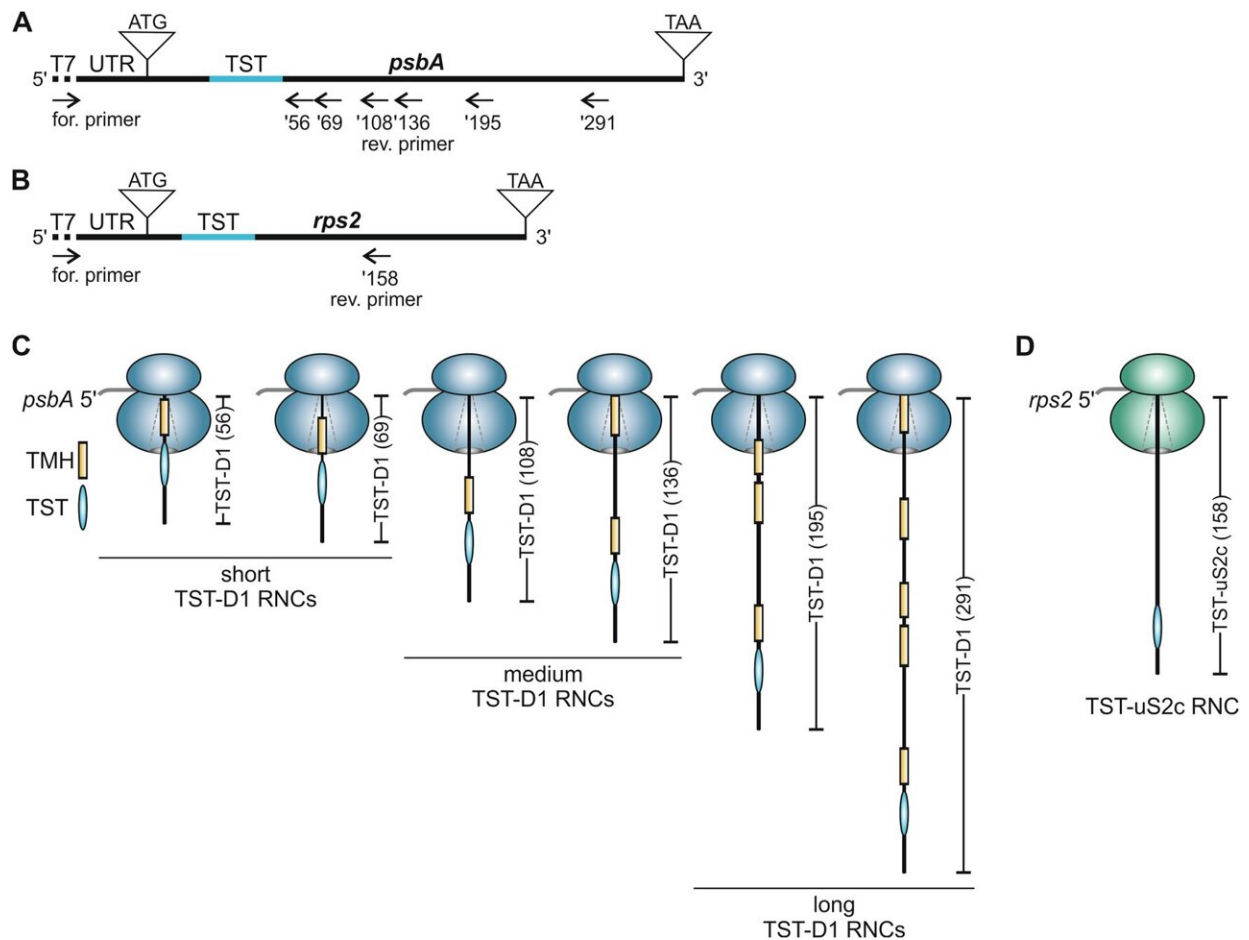 A
ATG
TAA
T7 UTR TST psbA
5' 3'
for. primer
'56 '69 '108 '136 '195 '291
rev. primer
B
ATG
TAA
T7 UTR TST rps2
5' 3'
for. primer
'158
rev. primer
C
psbA 5'
TMH
TST
TST-D1 (56)
TST-D1 (69)
short
TST-D1 RNCs
TST-D1 (108)
TST-D1 (136)
medium
TST-D1 RNCs
TST-D1 (195)
TST-D1 (291)
long
TST-D1 RNCs
D
rps2 5'
TST-uS2c (158)
TST-uS2c RNC